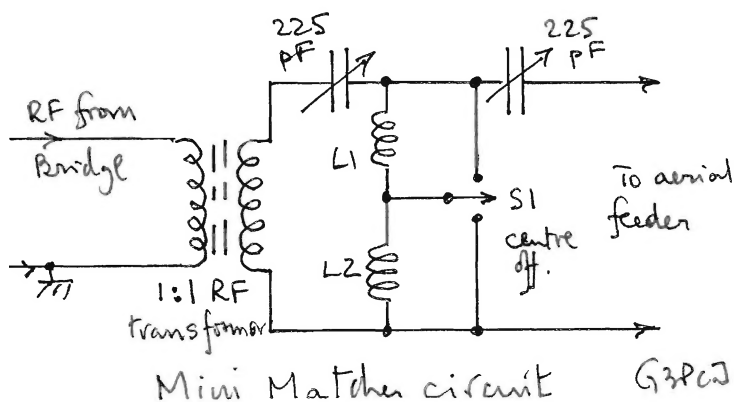 225
pF
225
pF
RF from
Bridge
L1
S1
centre
off.
To aerial
feeder
L2
1:1 RF
transformer
Mini Matcher circuit
G3PCJ